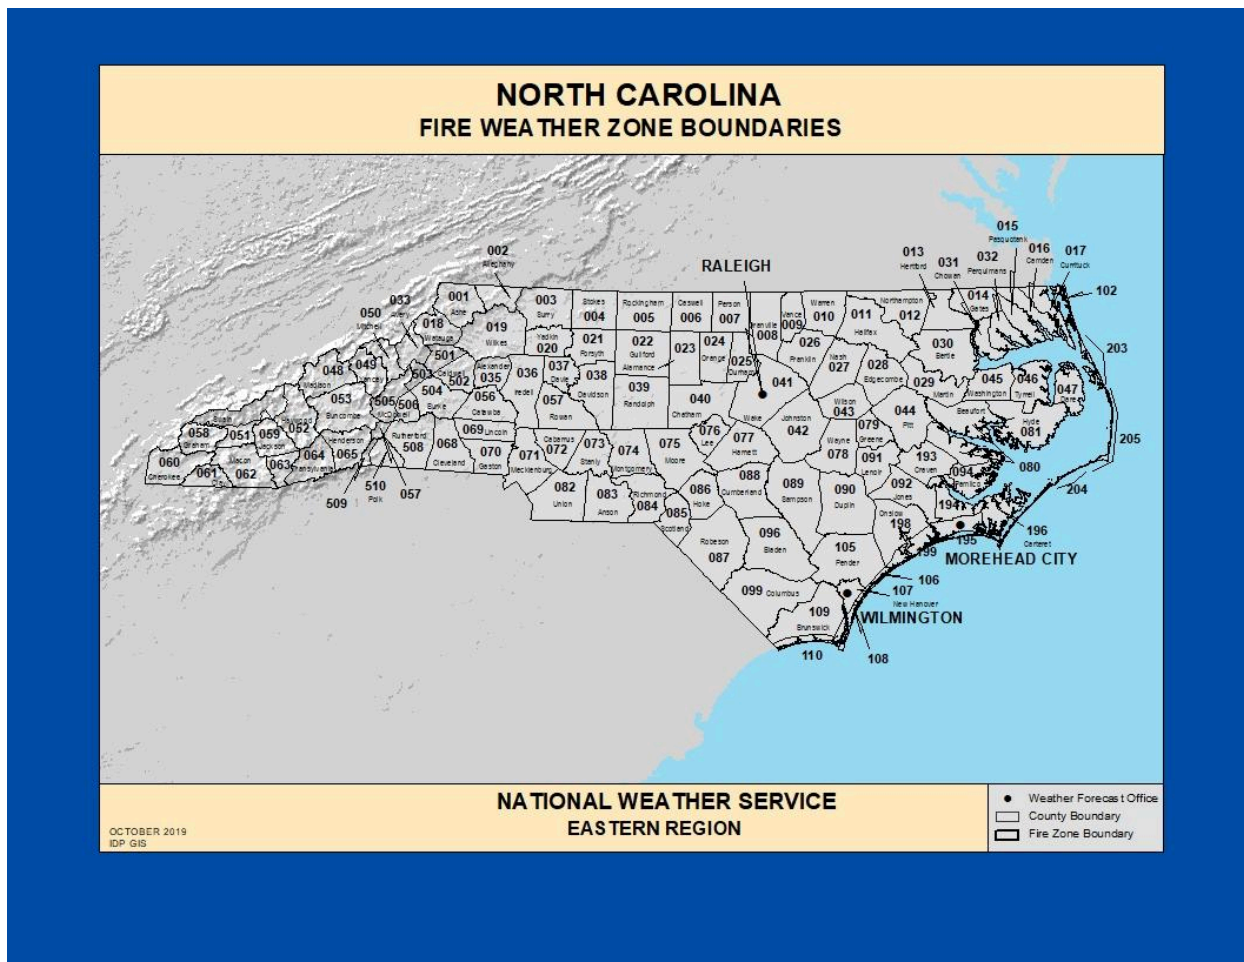 NORTH CAROLINA
FIRE WEATHER ZONE BOUNDARIES
015
Pasquotank
002
Alleghany
013
Hertford
031
Chowan
032
Perquimans
016
Camden
017
Currituck
RALEIGH
102
033
Avery
050
Mitchell
001
Ashe
003
Surry
Stokes
004
Rockingham
005
Caswell
006
Person
007
Granville
008
Vance
009
Warren
010
011
Halifax
Northampton
012
014
Gates
018
Watauga
019
Wilkes
Yadkin
020
021
Forsyth
022
Guilford
Alamance
023
024
Orange
025
Durham
026
Franklin
Nash
027
028
Edgecombe
030
Bertie
203
048
Madison
049
Yancey
501
Caldwell
502
503
Alexander
035
036
Iredell
037
Davie
038
Davidson
039
Randolph
040
Chatham
041
Wake
Wilson
043
029
Martin
045
Washington
046
Tyrrell
047
Dare
053
Buncombe
505
McDowell
506
504
Burke
056
Catawba
057
Rowan
Johnston
042
044
Pitt
Beaufort
Hyde
081
058
Graham
Swain
051
Macon
059
Jackson
Haywood
052
Henderson
Rutherford
508
068
Cleveland
069
Lincoln
070
Gaston
071
Mecklenburg
Cabarrus
072
073
Stanly
074
Montgomery
075
Moore
076
Lee
077
Harnett
Wayne
078
079
Greene
091
Lenoir
193
Craven
080
205
060
Cherokee
061
062
063
064
Transylvania
065
509
510
Polk
057
082
Union
083
Anson
Richmond
084
085
Scotland
086
Hoke
088
Cumberland
089
Sampson
090
Duplin
092
Jones
094
Pamlico
194
204
Onslow
198
199
195
196
Carteret
MOREHEAD CITY
Robeson
087
096
Bladen
105
Pender
099
Columbus
106
107
New Hanover
WILMINGTON
109
Brunswick
110
108
NATIONAL WEATHER SERVICE
EASTERN REGION
OCTOBER 2019
IDP GIS
Weather Forecast Office
County Boundary
Fire Zone Boundary